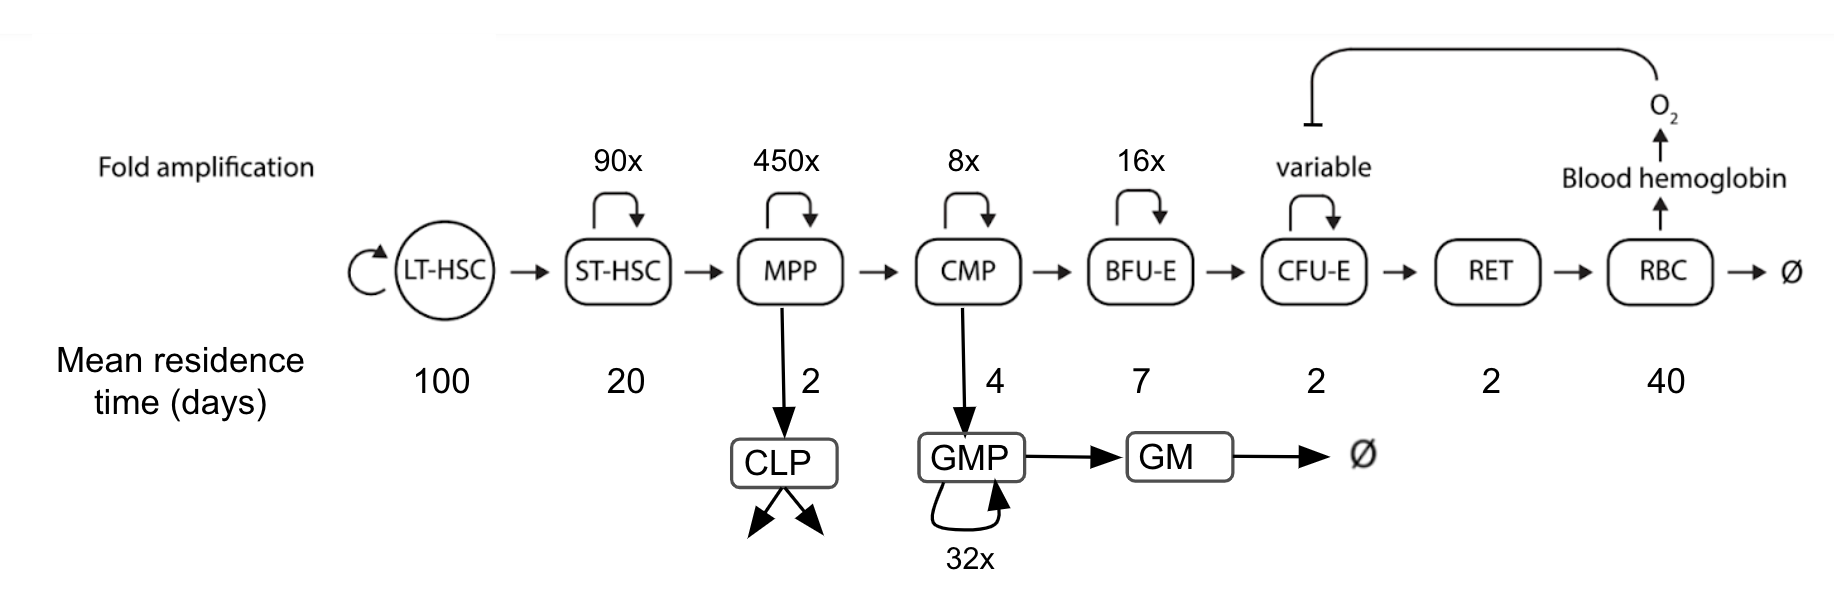 O₂
90x 450x 8x 16x variable
Fold amplification
Blood hemoglobin
LT-HSC ST-HSC MPP CMP BFU-E CFU-E RET RBC Ø
Mean residence
time (days)
100 20 2 4 7 2 2 40
CLP GMP GM Ø
32x